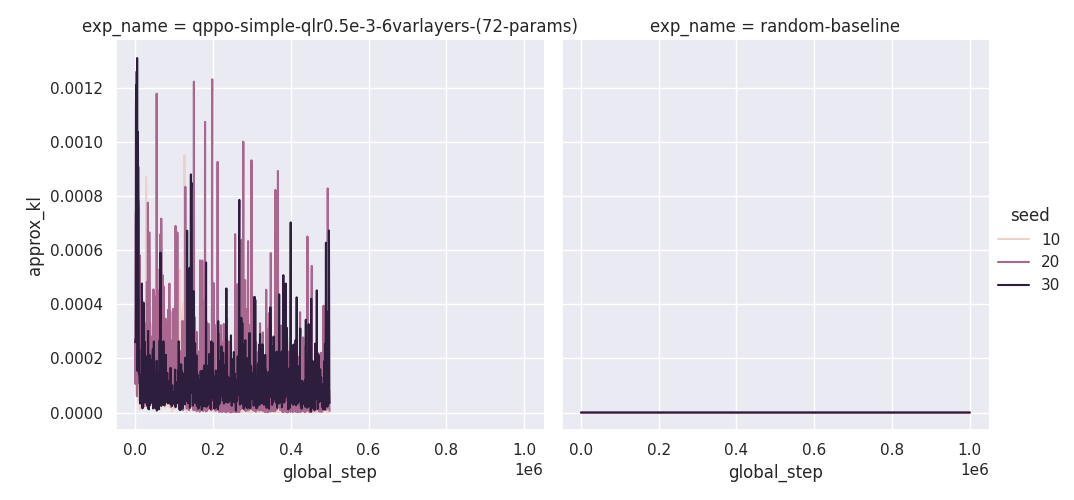 exp_name = qppo-simple-qlr0.5e-3-6varlayers-(72-params)
exp_name = random-baseline
approx_kl
0.0012
0.0010
0.0008
0.0006
0.0004
0.0002
0.0000
0.0 0.2 0.4 0.6 0.8 1.0
1e6
global_step
0.0 0.2 0.4 0.6 0.8 1.0
1e6
global_step
seed
10
20
30